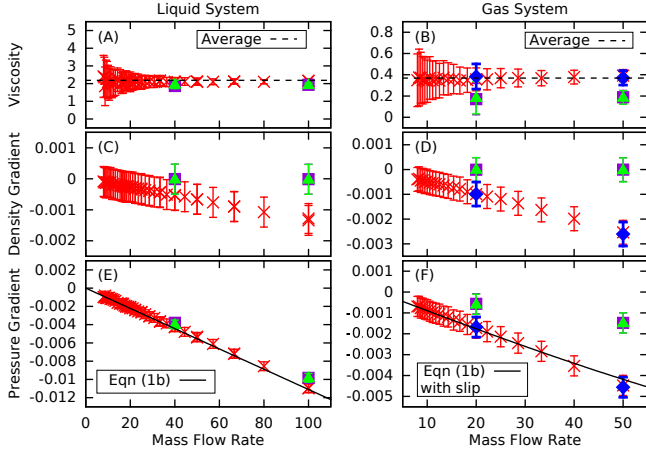 Liquid System
Gas System
(A)
Average
Viscosity
5
4
3
2
1
0
(B)
Average
0.8
0.6
0.4
0.2
0
(C)
Density Gradient
0.001
0
-0.001
-0.002
(D)
0.001
0
-0.001
-0.002
-0.003
(E)
Eqn (1b)
Pressure Gradient
0.002
0
-0.002
-0.004
-0.006
-0.008
-0.01
-0.012
0 20 40 60 80 100
Mass Flow Rate
(F)
Eqn (1b)
with slip
0.001
0
-0.001
-0.002
-0.003
-0.004
-0.005
10 20 30 40 50
Mass Flow Rate